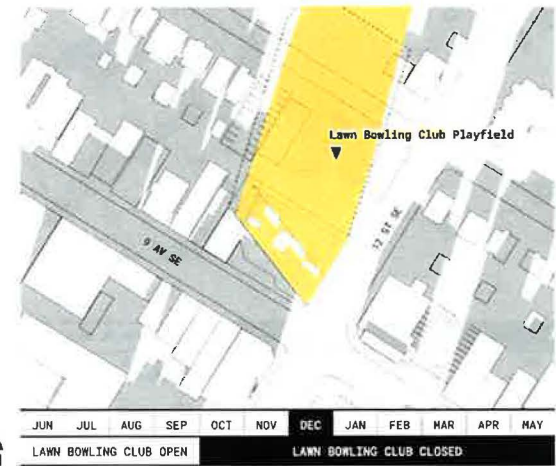 Lawn Bowling Club Playfield
9 AV SE
12 ST SE
JUN JUL AUG SEP OCT NOV DEC JAN FEB MAR APR MAY
LAWN BOWLING CLUB OPEN LAWN BOWLING CLUB CLOSED